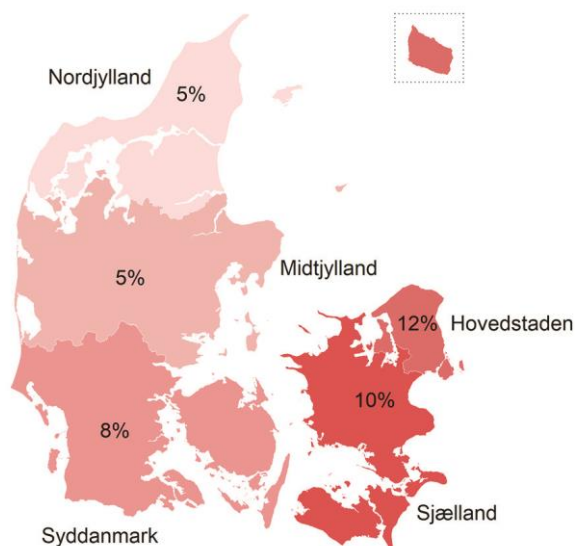 Nordjylland
5%
Midtjylland
5%
Hovedstaden
12%
10%
8%
Sjælland
Syddanmark